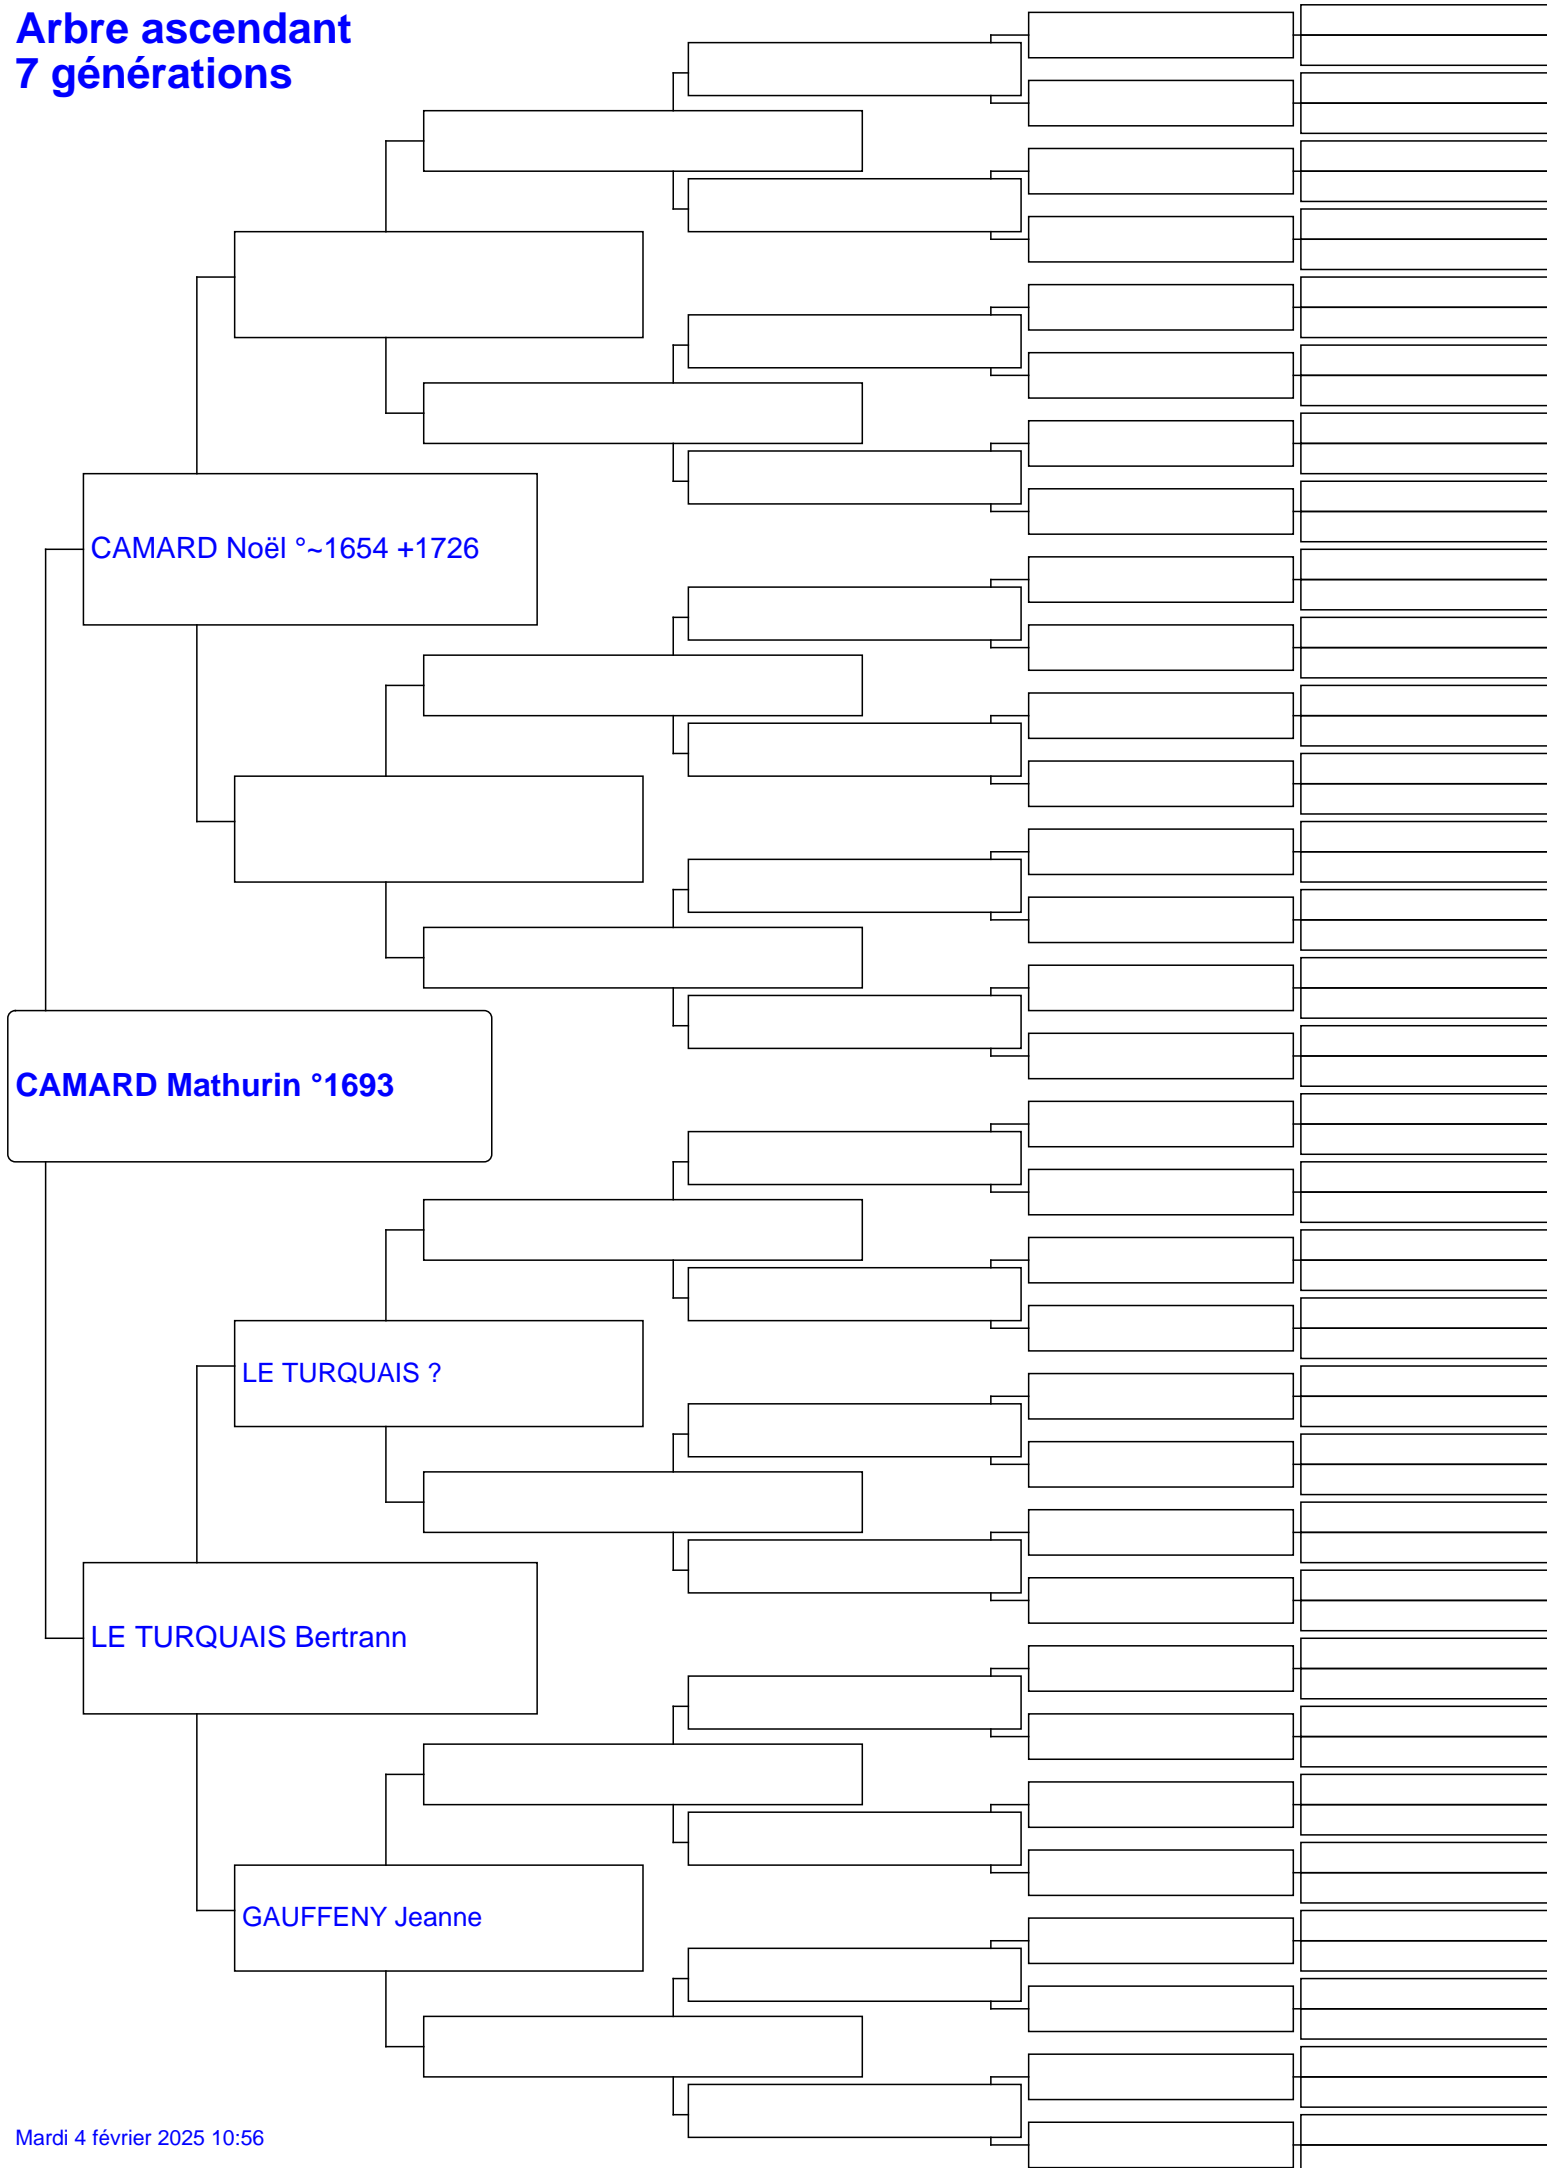 Arbre ascendant
7 générations
CAMARD Noël °~1654 +1726
CAMARD Mathurin °1693
LE TURQUAIS ?
LE TURQUAIS Bertrann
GAUFFENY Jeanne
Mardi 4 février 2025 10:56